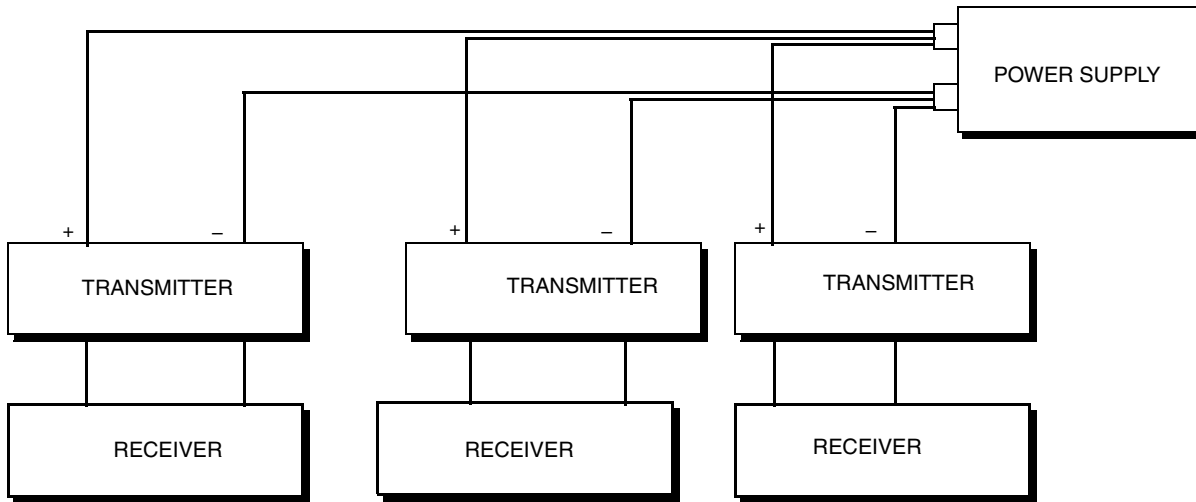 POWER SUPPLY
+ – + – + –
TRANSMITTER TRANSMITTER TRANSMITTER
RECEIVER RECEIVER RECEIVER